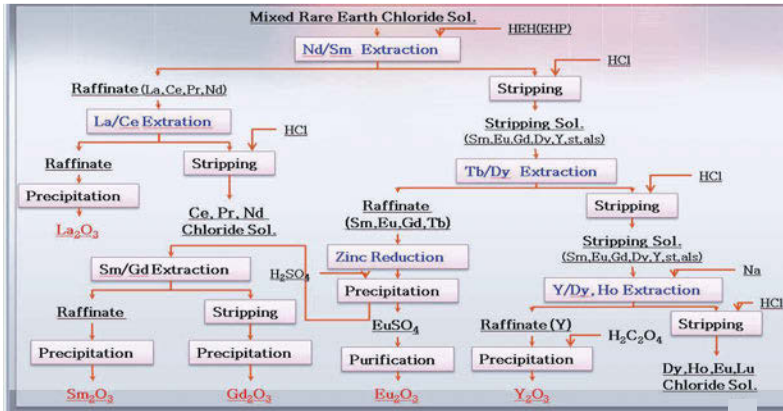 Mixed Rare Earth Chloride Sol.
HEH(EHP)
Nd/Sm Extraction
HCl
Raffinate (La,Ce,Pr,Nd)
Stripping
La/Ce Extration
HCl
Stripping Sol.
(Sm,Eu,Gd,Dy,Y,st,als)
Raffinate
Stripping
Tb/Dy Extraction
HCl
Precipitation
Raffinate
(Sm,Eu,Gd,Tb)
Stripping
La₂O₃
Ce, Pr, Nd
Chloride Sol.
Stripping Sol.
(Sm,Eu,Gd,Dy,Y,st,als)
Sm/Gd Extraction
Zinc Reduction
H₂SO₄
Na
Precipitation
Y/Dy, Ho Extraction
HCl
Raffinate
Stripping
EuSO₄
Raffinate (Y)
H₂C₂O₄
Stripping
Precipitation
Precipitation
Purification
Precipitation
Dy,Ho,Eu,Lu
Chloride Sol.
Sm₂O₃
Gd₂O₃
Eu₂O₃
Y₂O₃